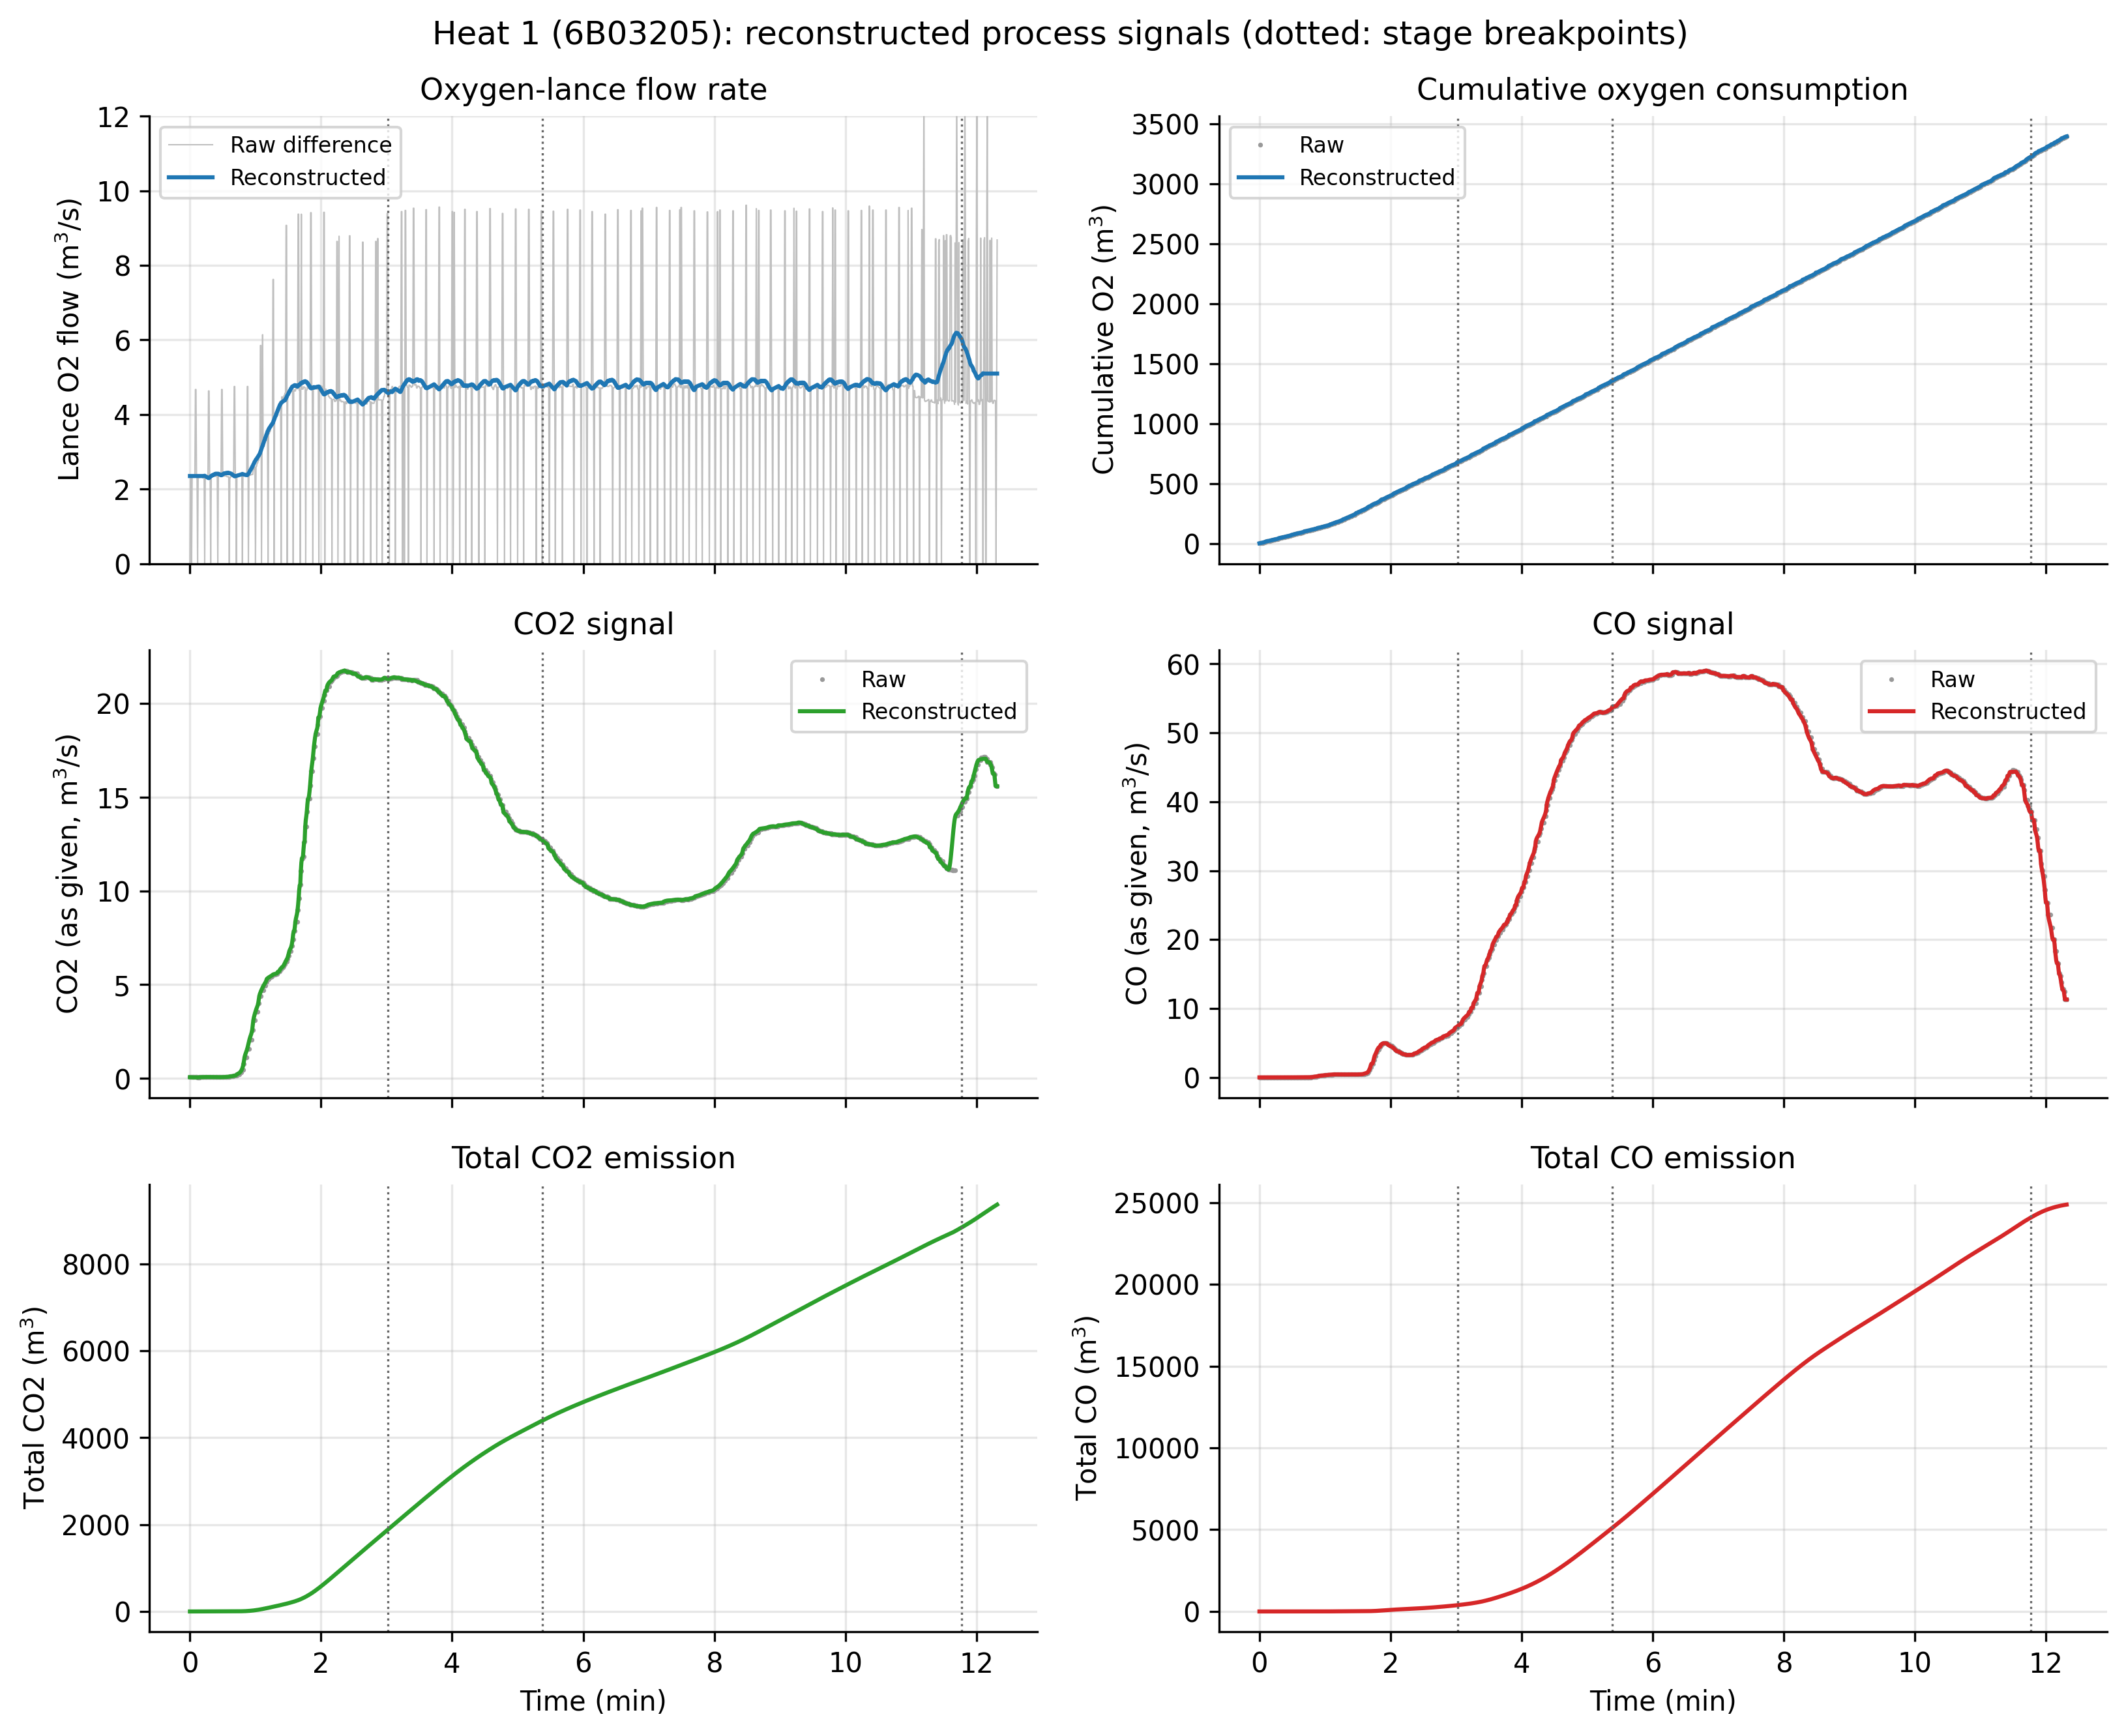 Heat 1 (6B03205): reconstructed process signals (dotted: stage breakpoints)
Oxygen-lance flow rate
Lance O2 flow (m³/s)
12
10
8
6
4
2
0
Raw difference
Reconstructed
Cumulative oxygen consumption
Cumulative O2 (m³)
3500
3000
2500
2000
1500
1000
500
0
Raw
Reconstructed
CO2 signal
CO2 (as given, m³/s)
20
15
10
5
0
Raw
Reconstructed
CO signal
CO (as given, m³/s)
60
50
40
30
20
10
0
Raw
Reconstructed
Total CO2 emission
Total CO2 (m³)
8000
6000
4000
2000
0
0 2 4 6 8 10 12
Time (min)
Total CO emission
Total CO (m³)
25000
20000
15000
10000
5000
0
0 2 4 6 8 10 12
Time (min)